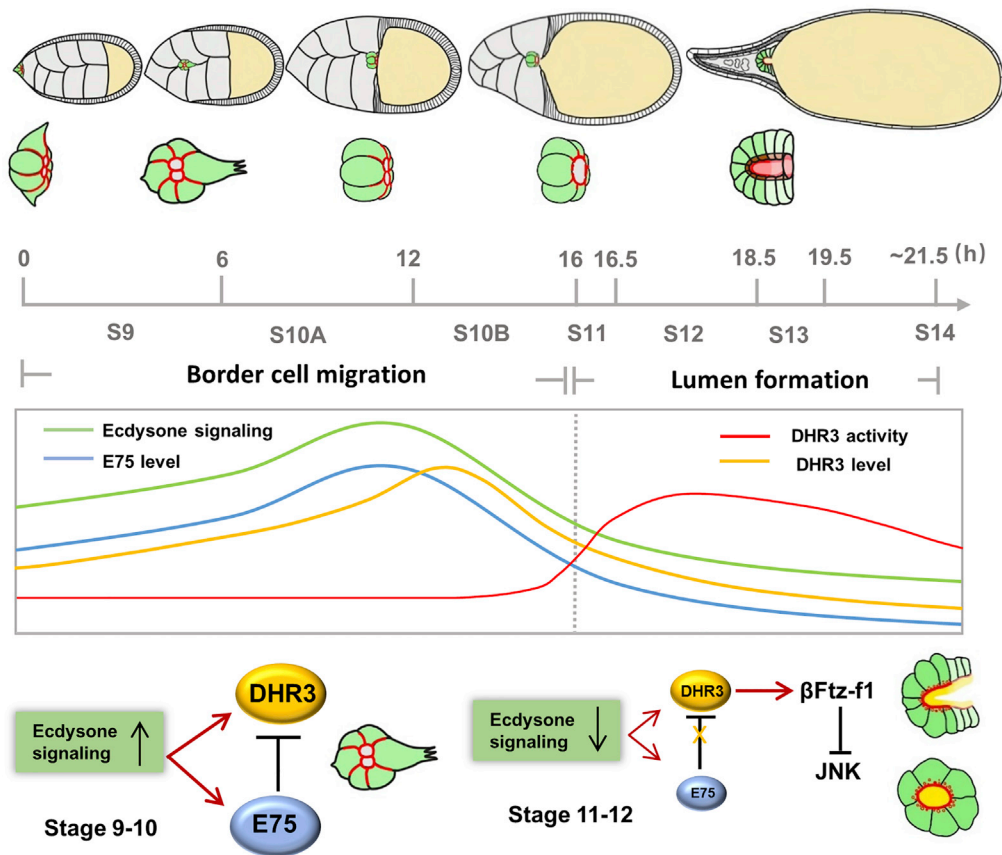 0 6 12 16 16.5 18.5 19.5 ~21.5 (h)
S9 S10A S10B S11 S12 S13 S14
Border cell migration Lumen formation
Ecdysone signaling
E75 level
DHR3 activity
DHR3 level
Ecdysone
signaling
DHR3
E75
Stage 9-10
Ecdysone
signaling
DHR3
E75
βFtz-f1
JNK
Stage 11-12